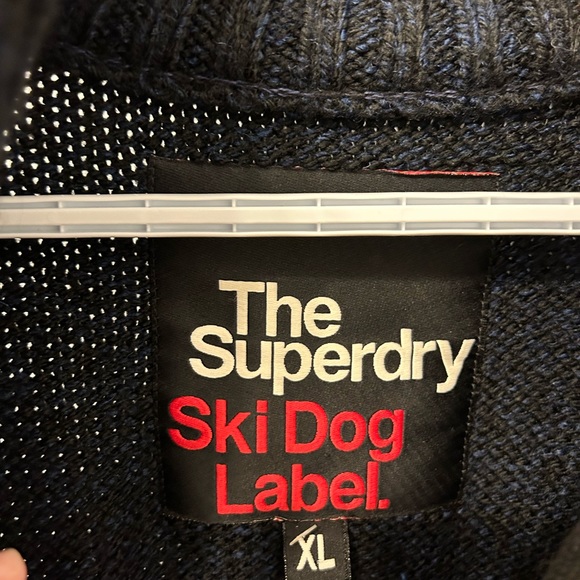 The
Superdry
Ski Dog
Label.
XL